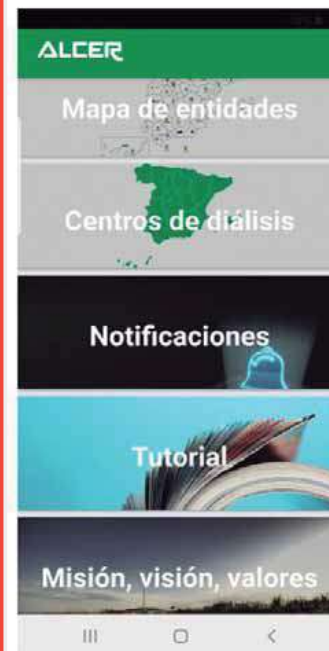 ALCER
Mapa de entidades
Centros de diálisis
Notificaciones
Tutorial
Misión, visión, valores